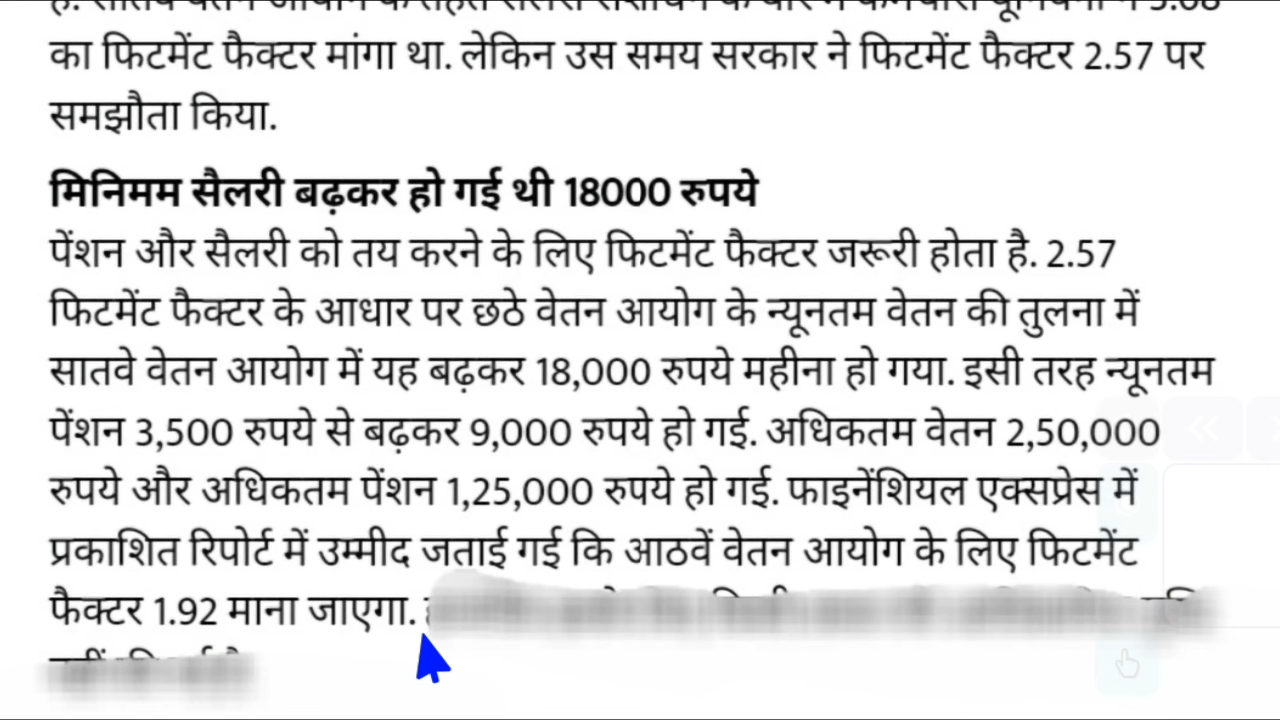 का फिटमेंट फैक्टर मांगा था. लेकिन उस समय सरकार ने फिटमेंट फैक्टर 2.57 पर
समझौता किया.
मिनिमम सैलरी बढ़कर हो गई थी 18000 रुपये
पेंशन और सैलरी को तय करने के लिए फिटमेंट फैक्टर जरूरी होता है. 2.57
फिटमेंट फैक्टर के आधार पर छठे वेतन आयोग के न्यूनतम वेतन की तुलना में
सातवे वेतन आयोग में यह बढ़कर 18,000 रुपये महीना हो गया. इसी तरह न्यूनतम
पेंशन 3,500 रुपये से बढ़कर 9,000 रुपये हो गई. अधिकतम वेतन 2,50,000
रुपये और अधिकतम पेंशन 1,25,000 रुपये हो गई. फाइनेंशियल एक्सप्रेस में
प्रकाशित रिपोर्ट में उम्मीद जताई गई कि आठवें वेतन आयोग के लिए फिटमेंट
फैक्टर 1.92 माना जाएगा.